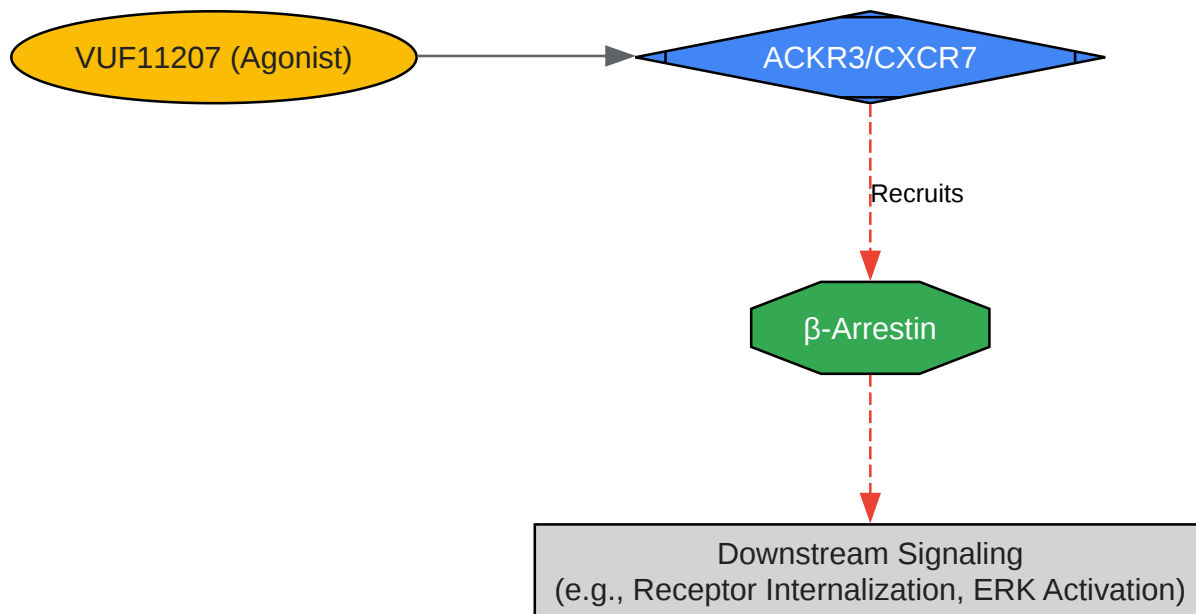 VUF11207 (Agonist)
ACKR3/CXCR7
Recruits
β-Arrestin
Downstream Signaling
(e.g., Receptor Internalization, ERK Activation)